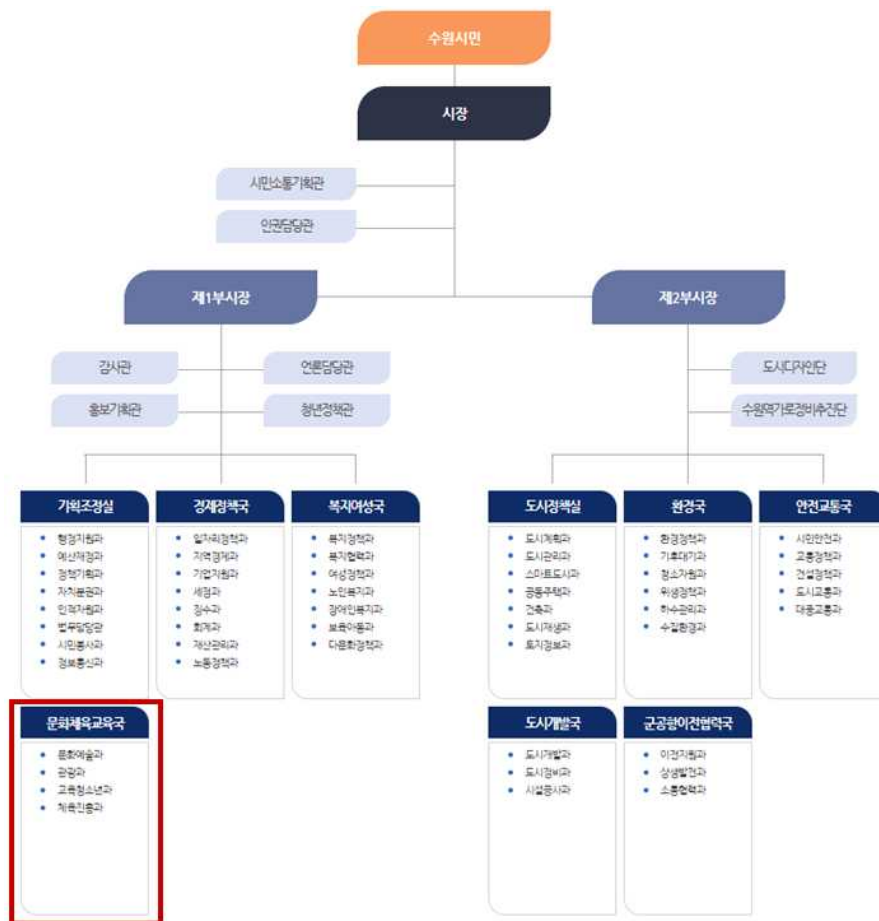 수원시민
시장
시민소통기획관
인권담당관
제1부시장
제2부시장
감사관
언론담당관
홍보기획관
청년정책관
도시디자인단
수원역가로정비추진단
기획조정실
행정지원과
예산재정과
정책기획과
자치분권과
인적자원과
법무담당관
시민봉사과
정보통신과
경제정책국
일자리정책과
지역경제과
기업지원과
세정과
징수과
회계과
재산관리과
노동정책과
복지여성국
복지정책과
복지협력과
여성정책과
노인복지과
장애인복지과
보육아동과
다문화정책과
도시정책실
도시계획과
도시관리과
스마트도시과
공동주택과
건축과
도시재생과
토지정보과
환경국
환경정책과
기후대기과
청소자원과
위생정책과
하수관리과
수질환경과
안전교통국
시민안전과
교통정책과
건설정책과
도시교통과
대중교통과
문화체육교육국
문화예술과
관광과
교육청소년과
체육진흥과
도시개발국
도시개발과
도시정비과
시설공사과
군공항이전협력국
이전지원과
상생발전과
소통협력과